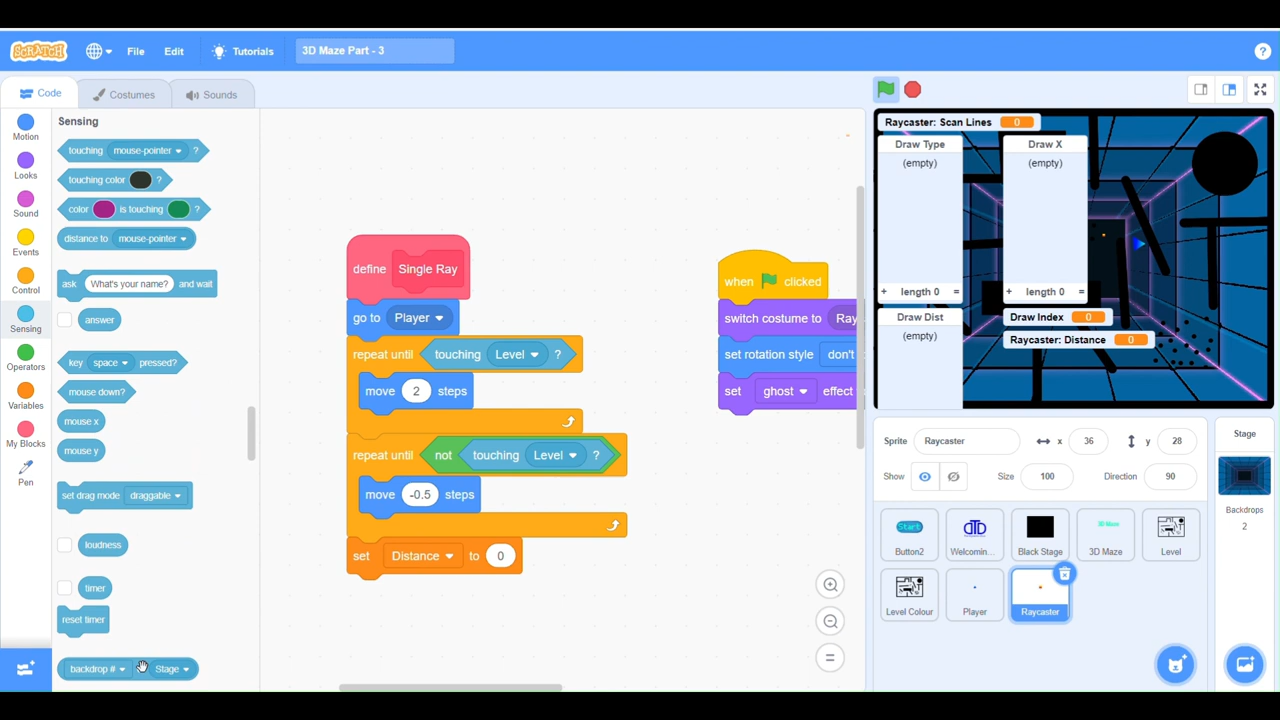 SCRATCH File Edit Tutorials 3D Maze Part - 3 ?
Code Costumes Sounds
Motion
Looks
Sound
Events
Control
Sensing
Operators
Variables
My Blocks
Pen
Sensing
touching mouse-pointer ?
touching color ?
color is touching ?
distance to mouse-pointer
ask What's your name? and wait
answer
key space pressed?
mouse down?
mouse x
mouse y
set drag mode draggable
loudness
timer
reset timer
backdrop # Stage
define Single Ray
go to Player
repeat until touching Level ?
move 2 steps
repeat until not touching Level ?
move -0.5 steps
set Distance to 0
when clicked
switch costume to Ray
set rotation style don't
set ghost effect
Raycaster: Scan Lines 0
Draw Type
(empty)
+ length 0 =
Draw X
(empty)
+ length 0 =
Draw Dist
(empty)
Draw Index 0
Raycaster: Distance 0
Sprite Raycaster x 36 y 28
Show Size 100 Direction 90
Start
Button2
Welcomin...
Black Stage
3D Maze
3D Maze
Level
Level Colour
Player
Raycaster
Stage
Backdrops
2